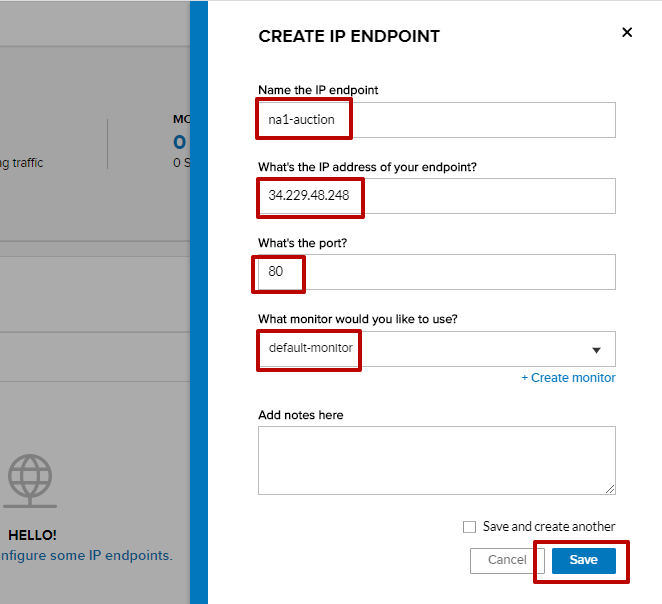 CREATE IP ENDPOINT
Name the IP endpoint
na1-auction
What's the IP address of your endpoint?
34.229.48.248
What's the port?
80
What monitor would you like to use?
default-monitor
+ Create monitor
Add notes here
Save and create another
Cancel
Save
MO
0
0 S
ng traffic
HELLO!
nfigure some IP endpoints.